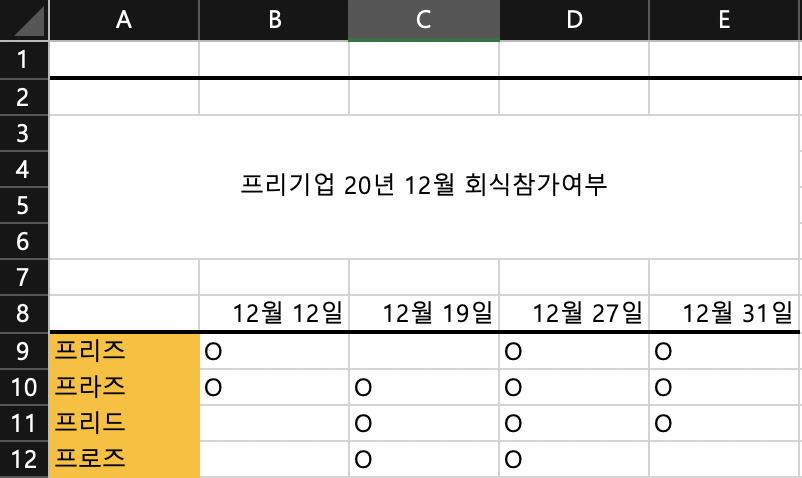 A B C D E
1
2
3
4 프리기업 20년 12월 회식참가여부
5
6
7
8 12월 12일 12월 19일 12월 27일 12월 31일
9 프리즈 O O O
10 프라즈 O O O O
11 프리드 O O O
12 프로즈 O O